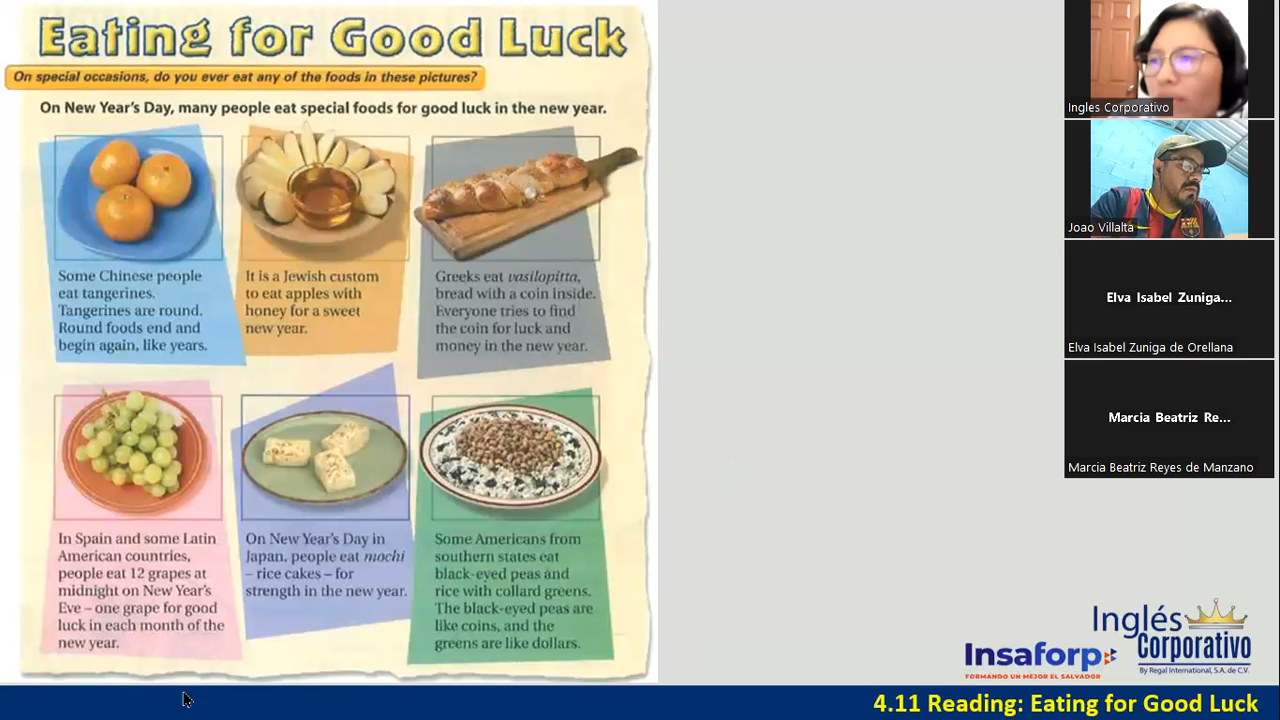 Eating for Good Luck
On special occasions, do you ever eat any of the foods in these pictures?
On New Year's Day, many people eat special foods for good luck in the new year.
Some Chinese people
eat tangerines.
Tangerines are round.
Round foods end and
begin again, like years.
It is a Jewish custom
to eat apples with
honey for a sweet
new year.
Greeks eat vasilopitta,
bread with a coin inside.
Everyone tries to find
the coin for luck and
money in the new year.
In Spain and some Latin
American countries,
people eat 12 grapes at
midnight on New Year's
Eve – one grape for good
luck in each month of the
new year.
On New Year's Day in
Japan, people eat mochi
– rice cakes – for
strength in the new year.
Some Americans from
southern states eat
black-eyed peas and
rice with collard greens.
The black-eyed peas are
like coins, and the
greens are like dollars.
Ingles Corporativo
Joao Villalta
Elva Isabel Zuniga...
Elva Isabel Zuniga de Orellana
Marcia Beatriz Re...
Marcia Beatriz Reyes de Manzano
Insaforp
FORMANDO UN MEJOR EL SALVADOR
Inglés
Corporativo
By Regal International, S.A. de C.V.
4.11 Reading: Eating for Good Luck